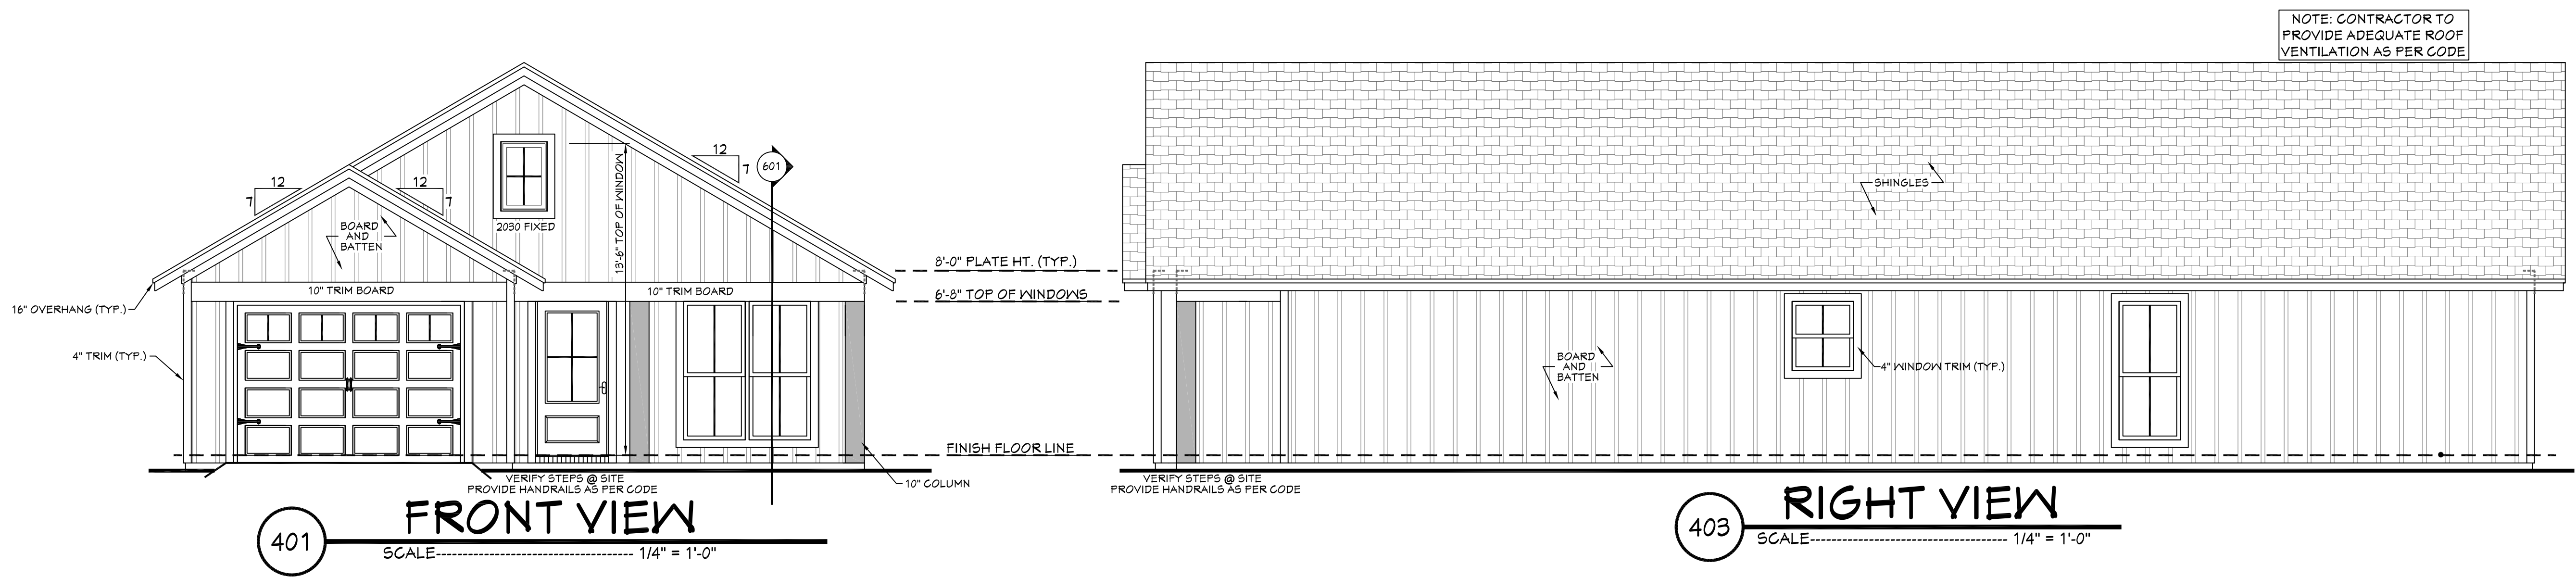 NOTE: CONTRACTOR TO
PROVIDE ADEQUATE ROOF
VENTILATION AS PER CODE
12
7
601
12
7
12
7
13'-6" TOP OF WINDOW
2030 FIXED
BOARD
AND
BATTEN
SHINGLES
8'-0" PLATE HT. (TYP.)
10" TRIM BOARD
10" TRIM BOARD
6'-8" TOP OF WINDOWS
16" OVERHANG (TYP.)
4" TRIM (TYP.)
BOARD
AND
BATTEN
4" WINDOW TRIM (TYP.)
FINISH FLOOR LINE
VERIFY STEPS @ SITE
PROVIDE HANDRAILS AS PER CODE
10" COLUMN
VERIFY STEPS @ SITE
PROVIDE HANDRAILS AS PER CODE
401
FRONT VIEW
SCALE------------------------------------- 1/4" = 1'-0"
403
RIGHT VIEW
SCALE------------------------------------- 1/4" = 1'-0"